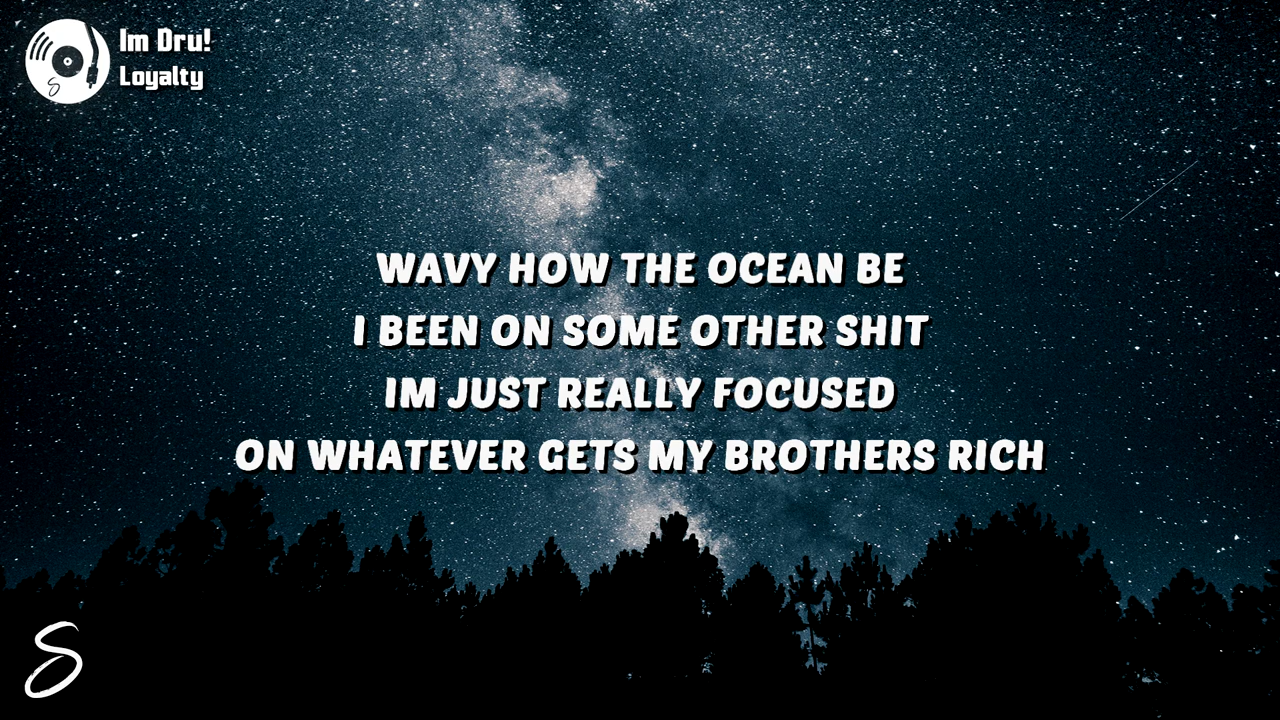 Im Dru!
Loyalty
WAVY HOW THE OCEAN BE
I BEEN ON SOME OTHER SHIT
IM JUST REALLY FOCUSED
ON WHATEVER GETS MY BROTHERS RICH
S